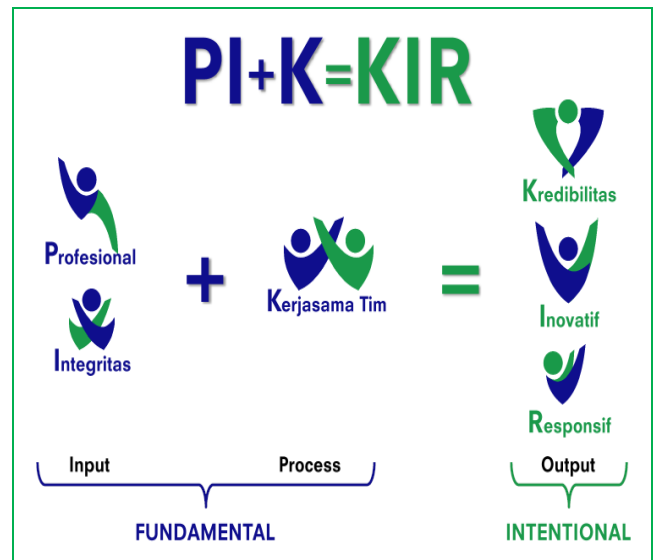 PI+K=KIR
Profesional
Integritas
+
Kerjasama Tim
=
Kredibilitas
Inovatif
Responsif
Input
Process
Output
FUNDAMENTAL
INTENTIONAL